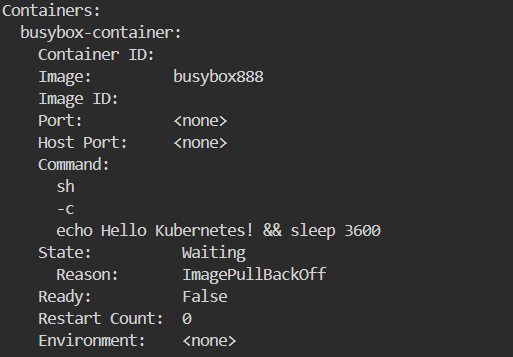 Containers:
  busybox-container:
    Container ID:
    Image:         busybox888
    Image ID:
    Port:          <none>
    Host Port:     <none>
    Command:
      sh
      -c
      echo Hello Kubernetes! && sleep 3600
    State:          Waiting
      Reason:       ImagePullBackOff
    Ready:          False
    Restart Count:  0
    Environment:    <none>